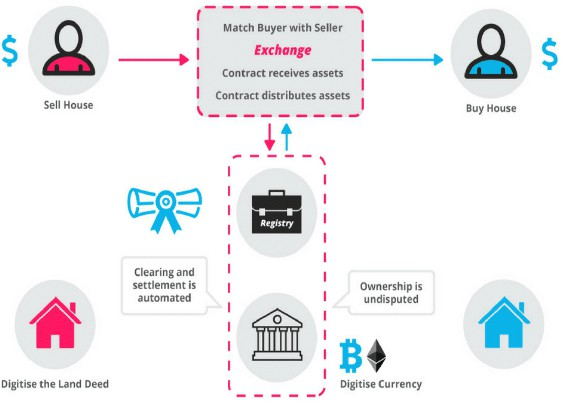 $
Match Buyer with Seller
Exchange
Contract receives assets
Contract distributes assets
$
Sell House
Buy House
Registry
Clearing and
settlement is
automated
Ownership is
undisputed
Digitise the Land Deed
Digitise Currency